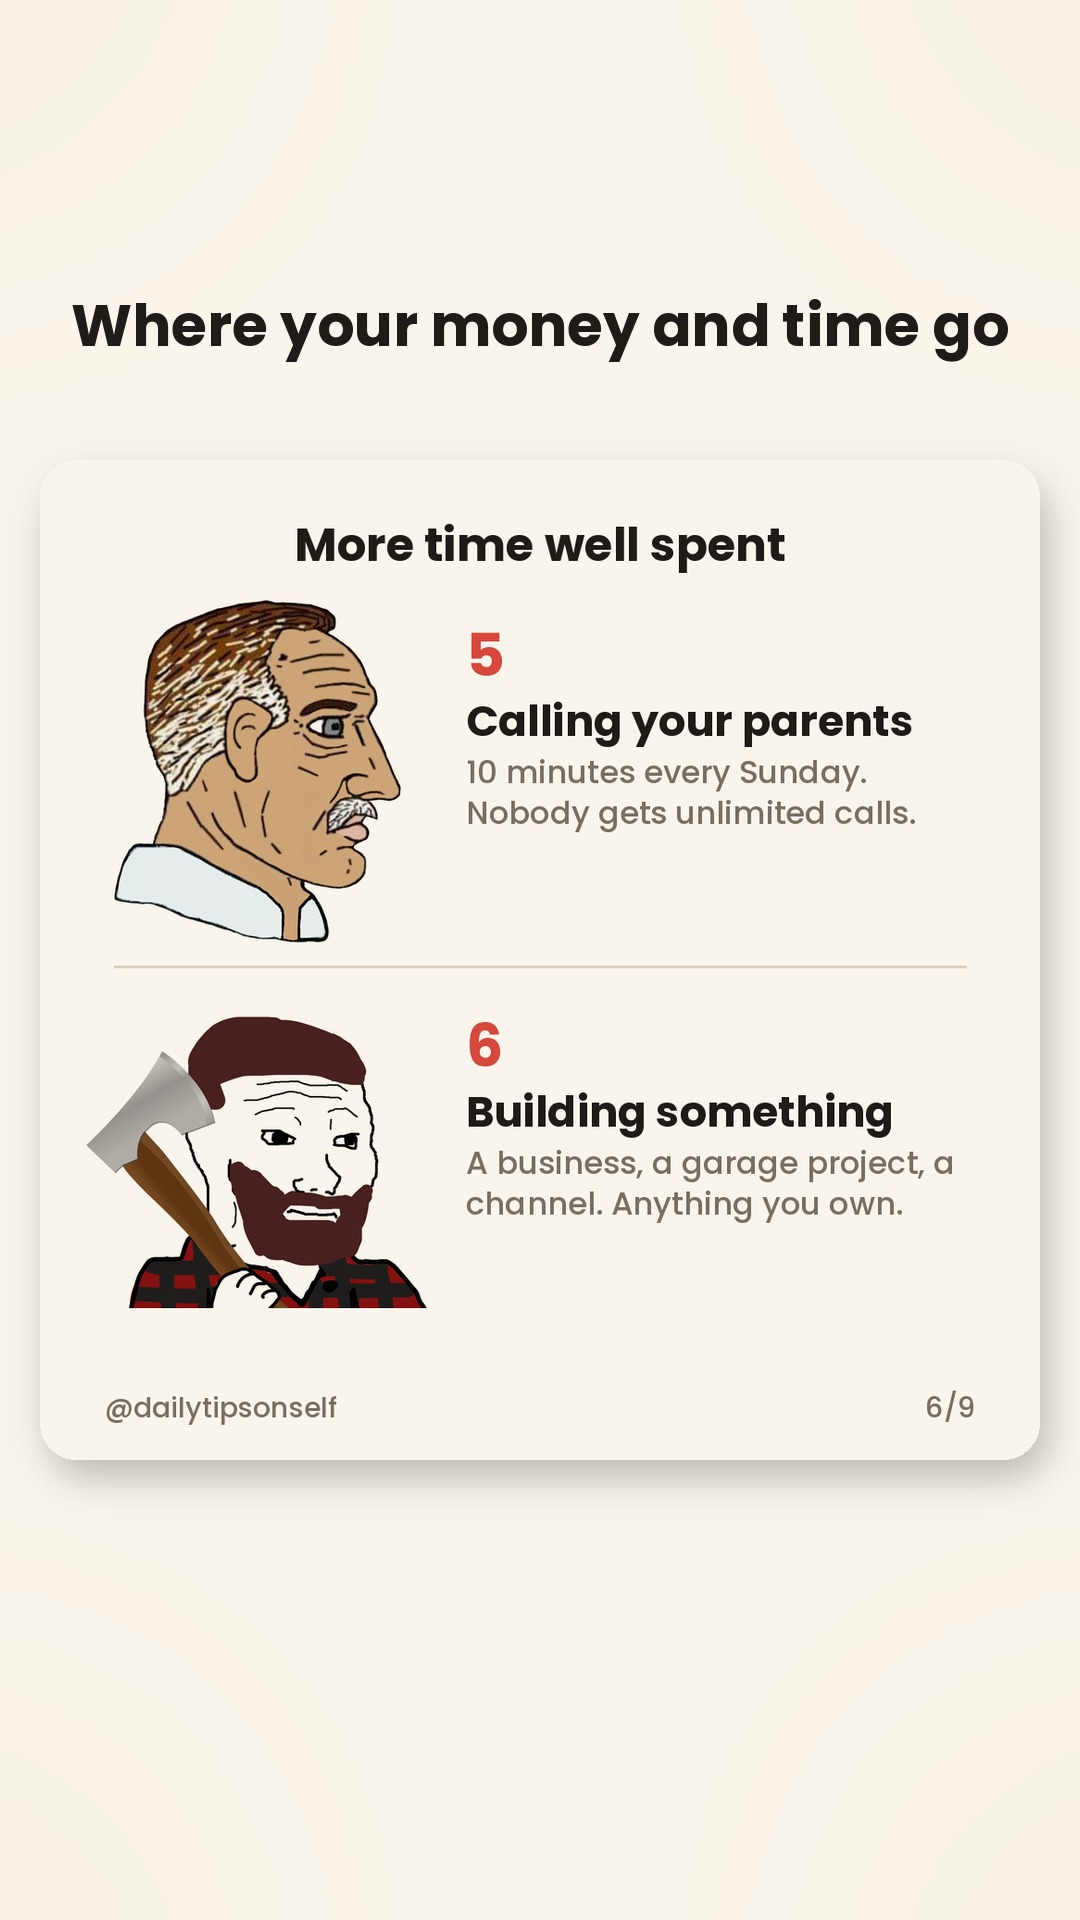 Where your money and time go
More time well spent
5
Calling your parents
10 minutes every Sunday.
Nobody gets unlimited calls.
6
Building something
A business, a garage project, a
channel. Anything you own.
@dailytipsonself
6/9